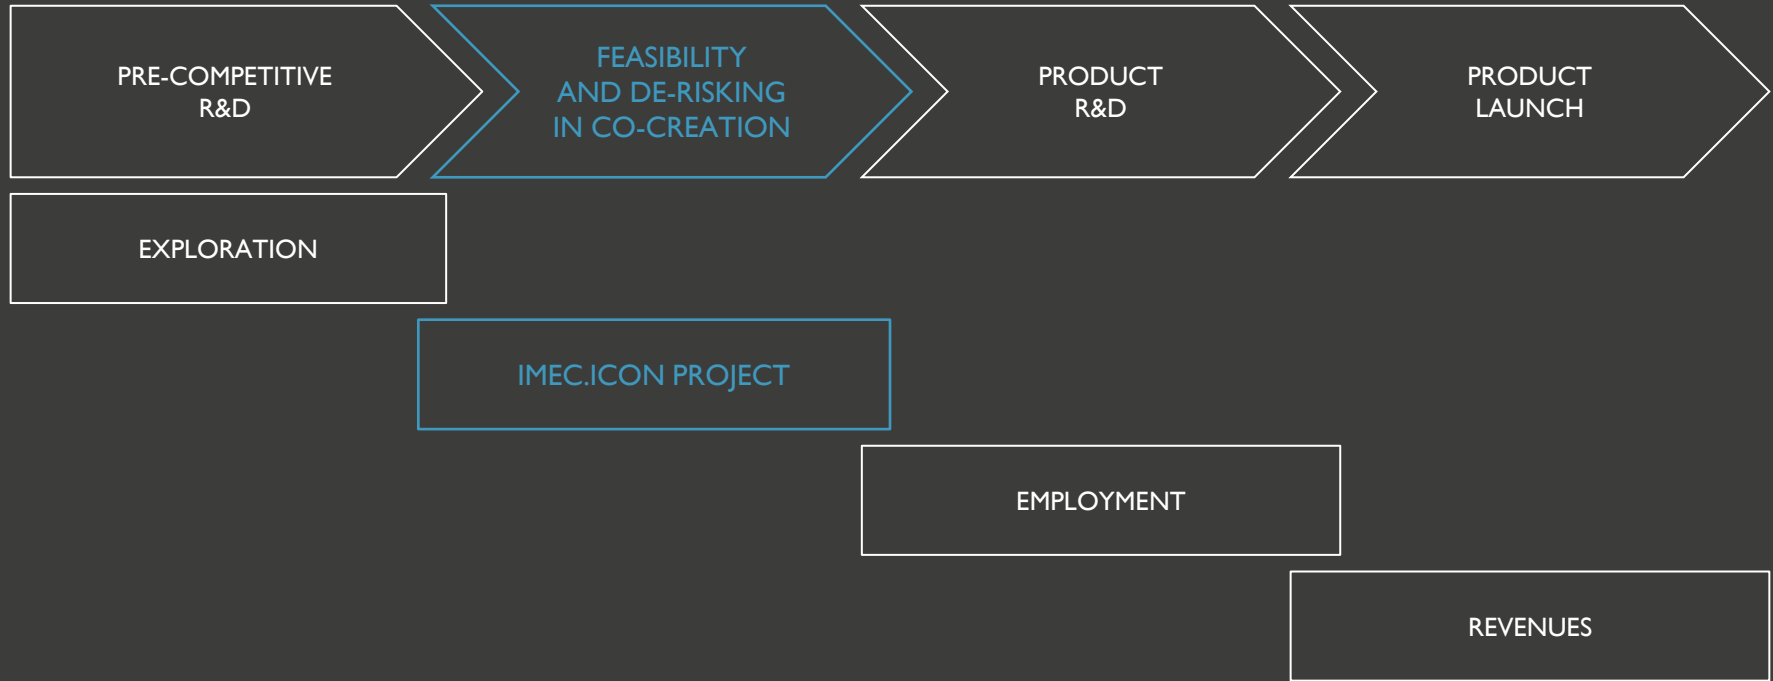 PRE-COMPETITIVE
R&D
FEASIBILITY
AND DE-RISKING
IN CO-CREATION
PRODUCT
R&D
PRODUCT
LAUNCH
EXPLORATION
IMEC.ICON PROJECT
EMPLOYMENT
REVENUES